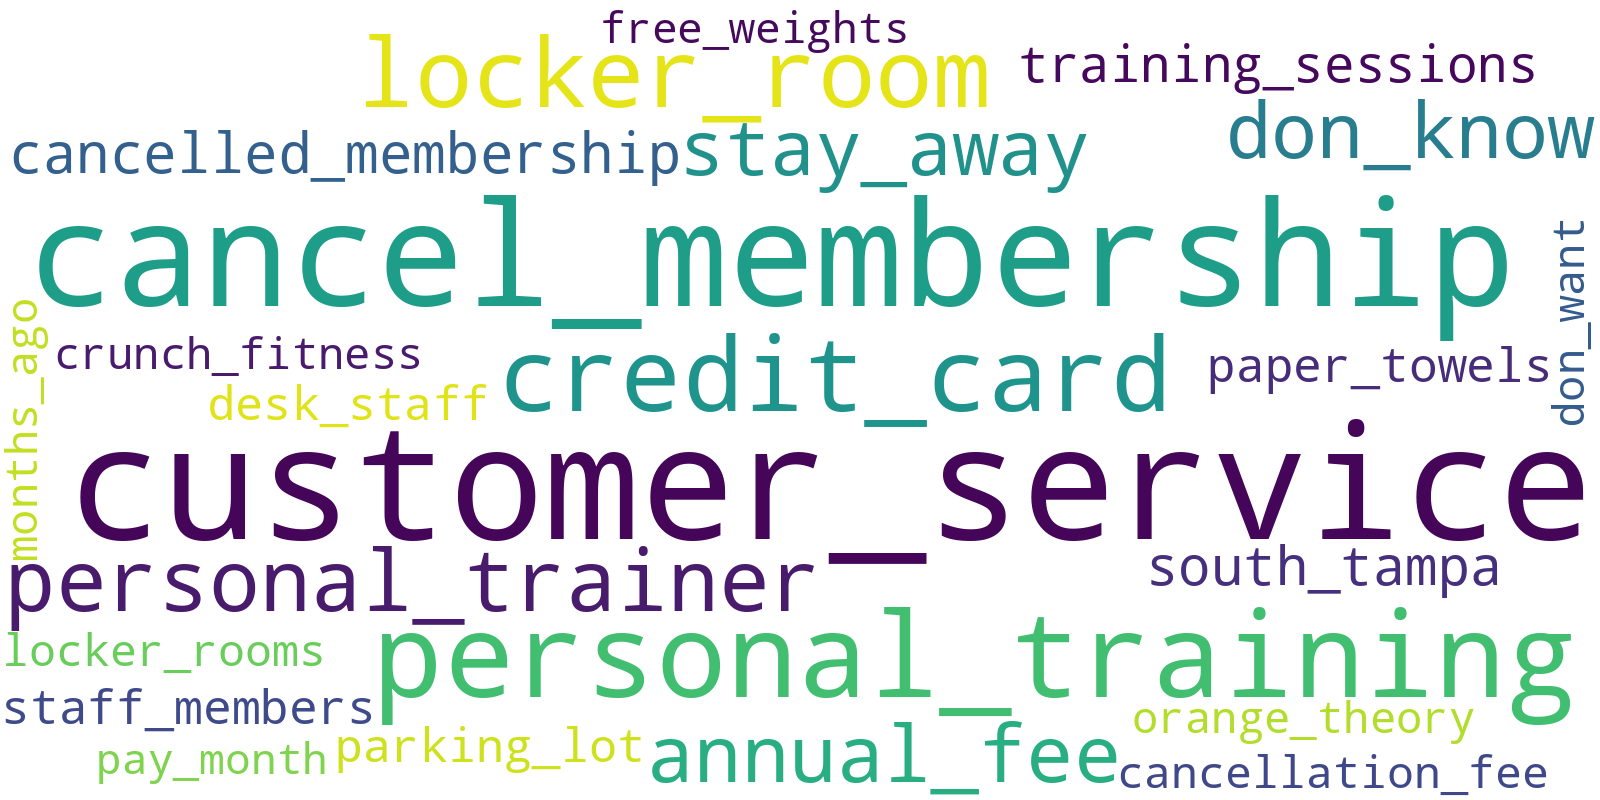 free_weights
locker_room
training_sessions
don_know
cancelled_membership
stay_away
cancel_membership
don_want
months_ago
crunch_fitness
credit_card
paper_towels
desk_staff
customer_service
personal_trainer
south_tampa
personal_training
locker_rooms
staff_members
orange_theory
pay_month
parking_lot
annual_fee
cancellation_fee